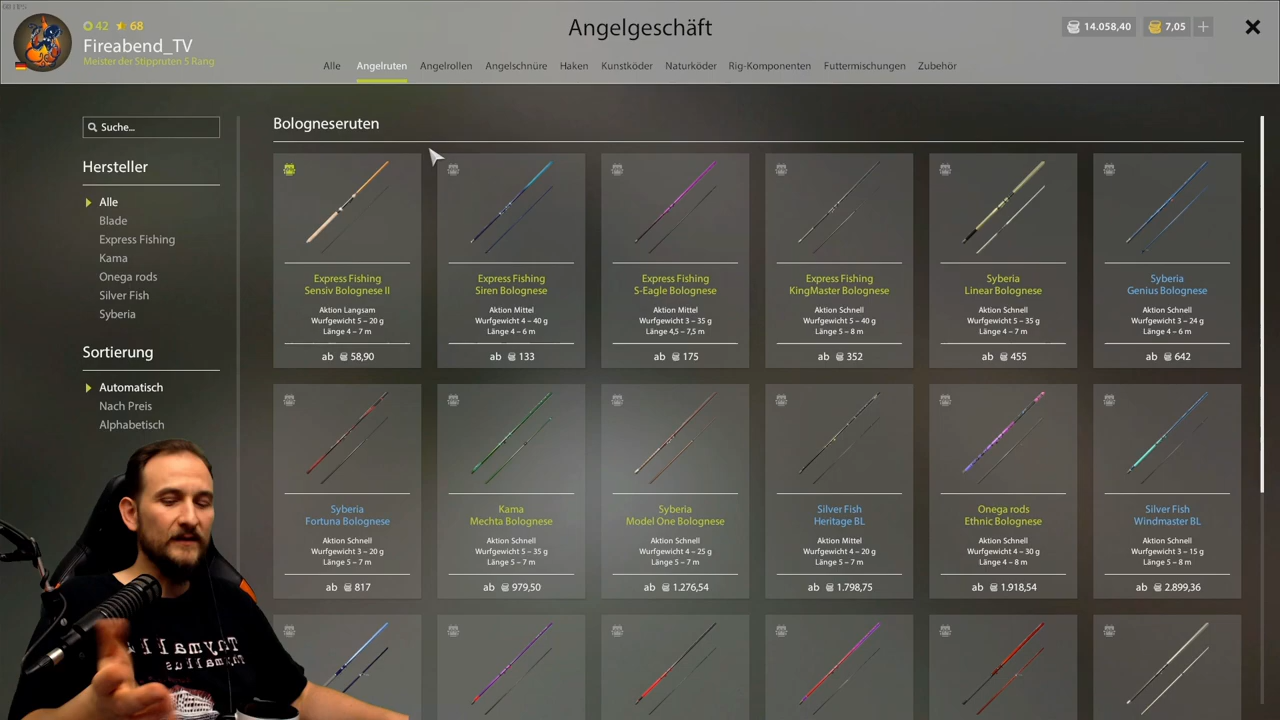 42 68
Fireabend_TV
Meister der Stippruten 5 Rang
Angelgeschäft
14.058,40 7,05 +
Alle Angelruten Angelrollen Angelschnüre Haken Kunstköder Naturköder Rig-Komponenten Futtermischungen Zubehör
Suche...
Hersteller
Alle
Blade
Express Fishing
Kama
Onega rods
Silver Fish
Syberia
Sortierung
Automatisch
Nach Preis
Alphabetisch
Bologneseruten
Express Fishing
Sensiv Bolognese II
Aktion Langsam
Wurfgewicht 5 – 20 g
Länge 4 – 7 m
ab 58,90
Express Fishing
Siren Bolognese
Aktion Mittel
Wurfgewicht 4 – 40 g
Länge 4 – 6 m
ab 133
Express Fishing
S-Eagle Bolognese
Aktion Mittel
Wurfgewicht 3 – 35 g
Länge 4,5 – 7,5 m
ab 175
Express Fishing
KingMaster Bolognese
Aktion Schnell
Wurfgewicht 5 – 40 g
Länge 5 – 8 m
ab 352
Syberia
Linear Bolognese
Aktion Schnell
Wurfgewicht 5 – 35 g
Länge 4 – 7 m
ab 455
Syberia
Genius Bolognese
Aktion Schnell
Wurfgewicht 3 – 24 g
Länge 4 – 6 m
ab 642
Syberia
Fortuna Bolognese
Aktion Schnell
Wurfgewicht 3 – 20 g
Länge 5 – 7 m
ab 817
Kama
Mechta Bolognese
Aktion Schnell
Wurfgewicht 5 – 35 g
Länge 5 – 7 m
ab 979,50
Syberia
Model One Bolognese
Aktion Schnell
Wurfgewicht 4 – 25 g
Länge 5 – 7 m
ab 1.276,54
Silver Fish
Heritage BL
Aktion Mittel
Wurfgewicht 4 – 20 g
Länge 5 – 7 m
ab 1.798,75
Onega rods
Ethnic Bolognese
Aktion Schnell
Wurfgewicht 4 – 30 g
Länge 4 – 8 m
ab 1.918,54
Silver Fish
Windmaster BL
Aktion Schnell
Wurfgewicht 3 – 15 g
Länge 5 – 8 m
ab 2.899,36